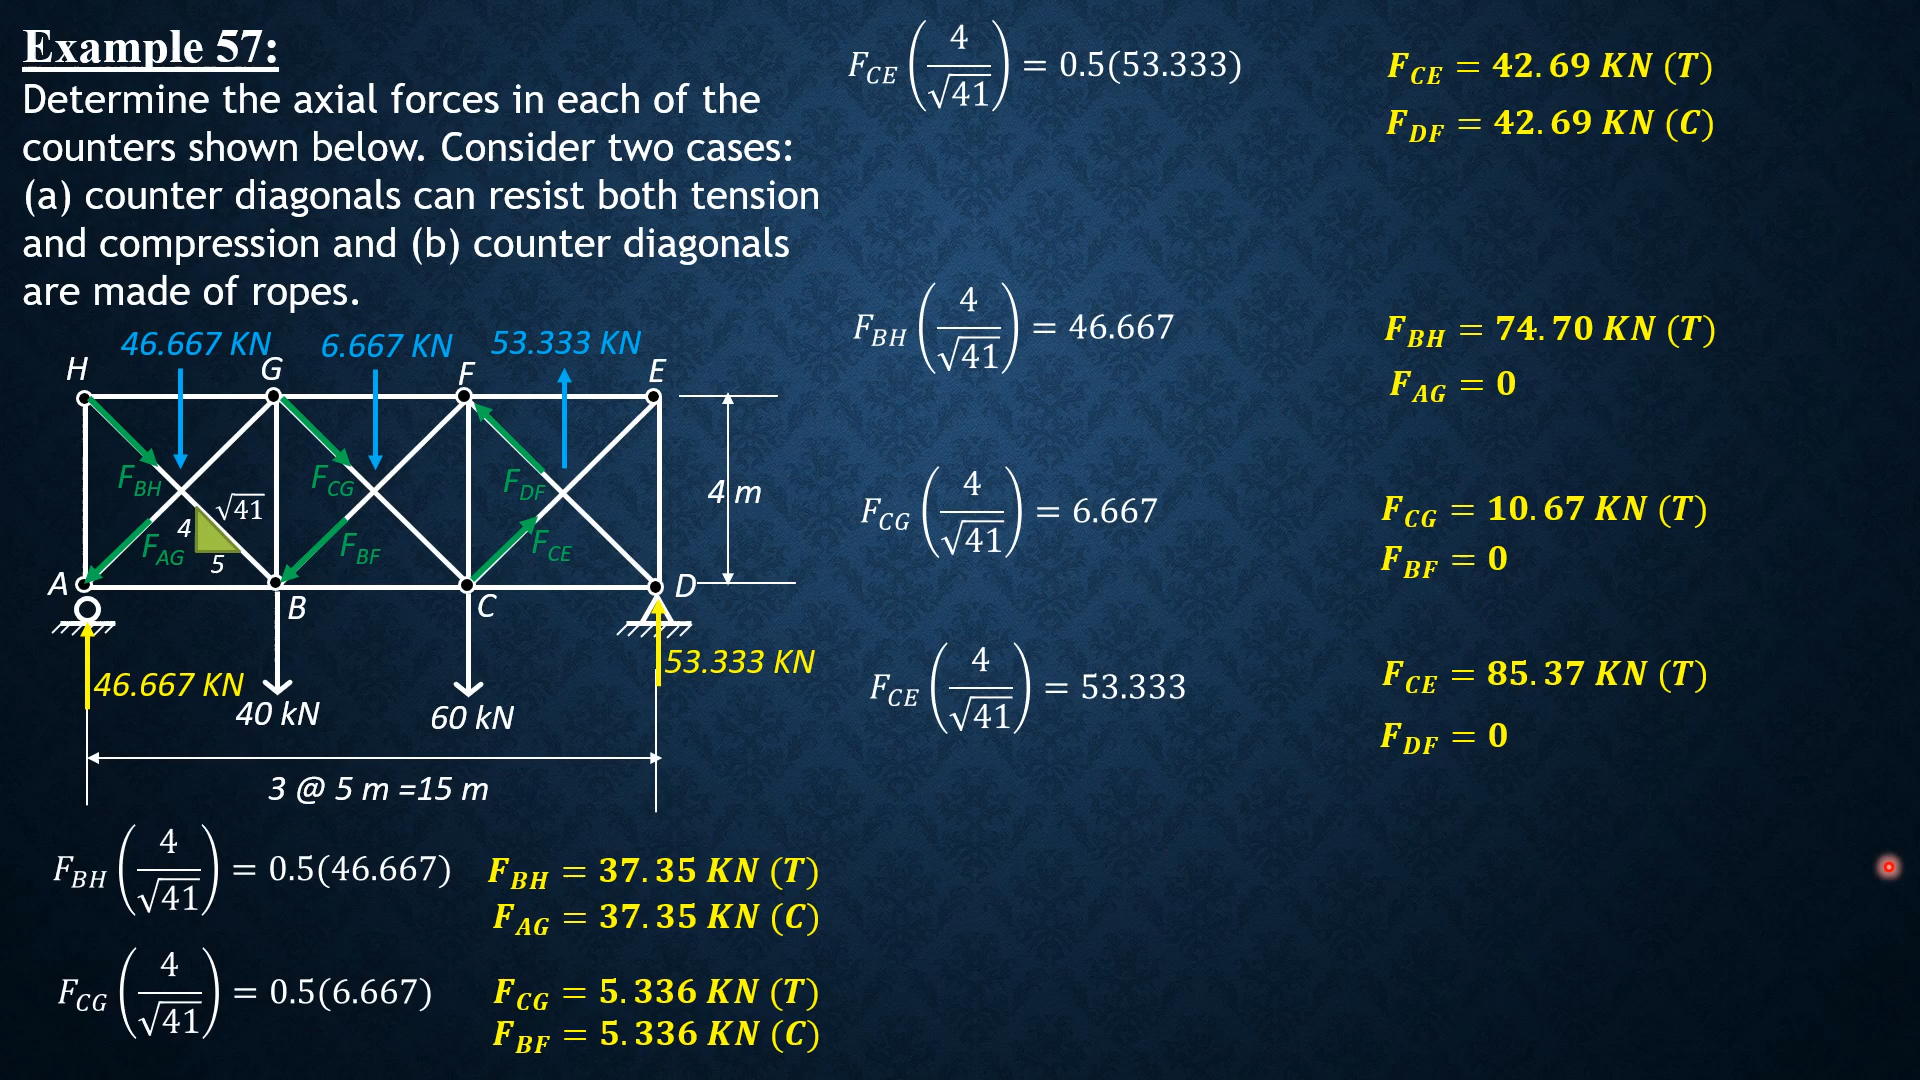 Example 57:
Determine the axial forces in each of the
counters shown below. Consider two cases:
(a) counter diagonals can resist both tension
and compression and (b) counter diagonals
are made of ropes.
46.667 KN 6.667 KN 53.333 KN
H G F E
F_BH F_CG F_DF
4 √41 5
F_AG F_BF F_CE
4 m
A B C D
46.667 KN 53.333 KN
40 kN 60 kN
3 @ 5 m =15 m
F_BH (4/√41) = 0.5(46.667)
F_BH = 37.35 KN (T)
F_AG = 37.35 KN (C)
F_CG (4/√41) = 0.5(6.667)
F_CG = 5.336 KN (T)
F_BF = 5.336 KN (C)
F_CE (4/√41) = 0.5(53.333)
F_CE = 42.69 KN (T)
F_DF = 42.69 KN (C)
F_BH (4/√41) = 46.667
F_BH = 74.70 KN (T)
F_AG = 0
F_CG (4/√41) = 6.667
F_CG = 10.67 KN (T)
F_BF = 0
F_CE (4/√41) = 53.333
F_CE = 85.37 KN (T)
F_DF = 0